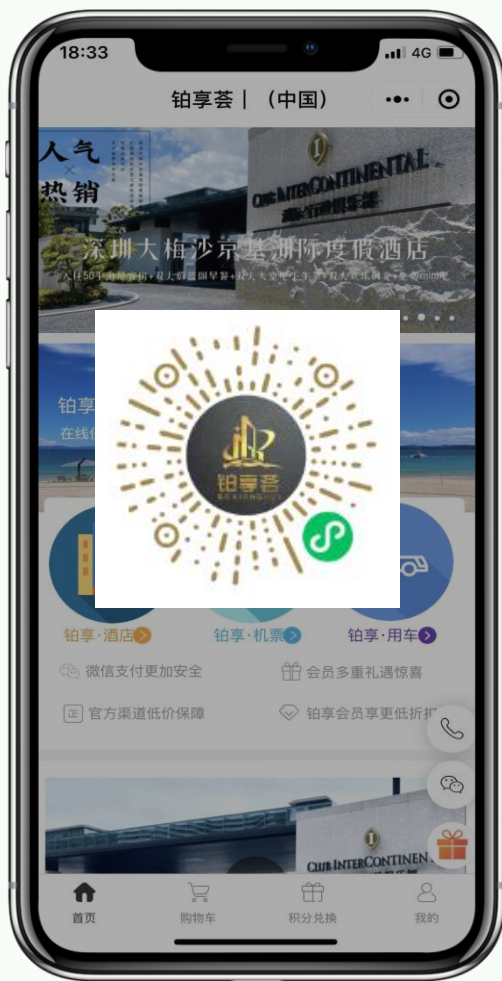 18:33
4G
铂享荟｜（中国）
人气
×
热销
CLUB INTERCONTINENTAL
深圳大梅沙京基洲际度假酒店
铂享
在线
铂享荟
铂享·酒店
铂享·机票
铂享·用车
微信支付更加安全
会员多重礼遇惊喜
正
官方渠道低价保障
铂享会员享更低折扣
CLUB INTERCONTINEN
首页
购物车
积分兑换
我的